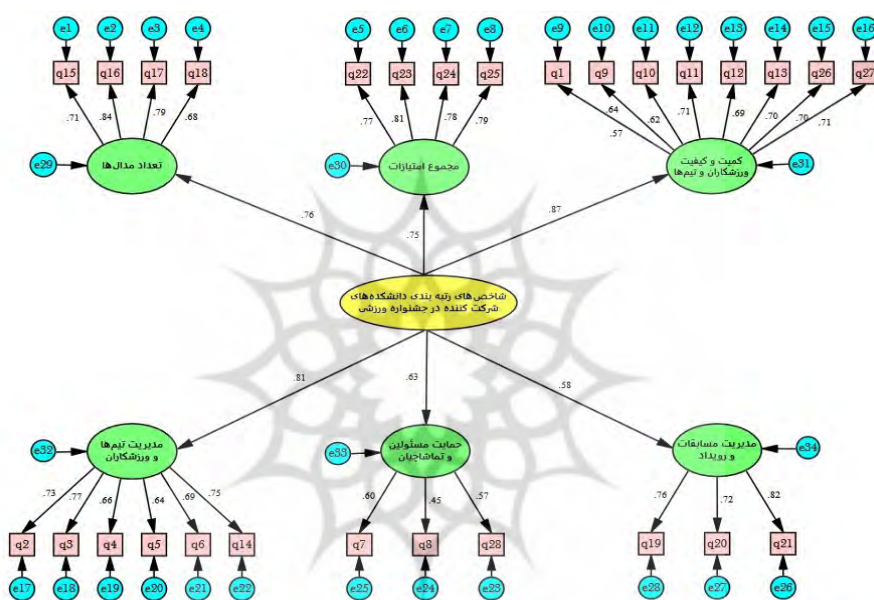 e1 e2 e3 e4 e5 e6 e7 e8 e9 e10 e11 e12 e13 e14 e15 e16
q15 q16 q17 q18 q22 q23 q24 q25 q1 q9 q10 q11 q12 q13 q26 q27
.71 .84 .79 .68 .77 .81 .78 .79 .57 .64 .62 .71 .69 .70 .70 .71
e29 تعداد مدال‌ها
e30 مجموع امتیازات
کمیت و کیفیت
ورزشکاران و تیم‌ها
e31
.76 .75 .87
شاخص‌های رتبه بندی دانشکده‌های
شرکت کننده در جشنواره ورزشی
.81 .63 .58
e32
مدیریت تیم‌ها
و ورزشکاران
e33
حمایت مسئولین
و تماشاچیان
مدیریت مسابقات
و رویداد
e34
.73 .77 .66 .64 .69 .75 .60 .45 .57 .76 .72 .82
q2 q3 q4 q5 q6 q14 q7 q8 q28 q19 q20 q21
e17 e18 e19 e20 e21 e22 e25 e24 e23 e28 e27 e26